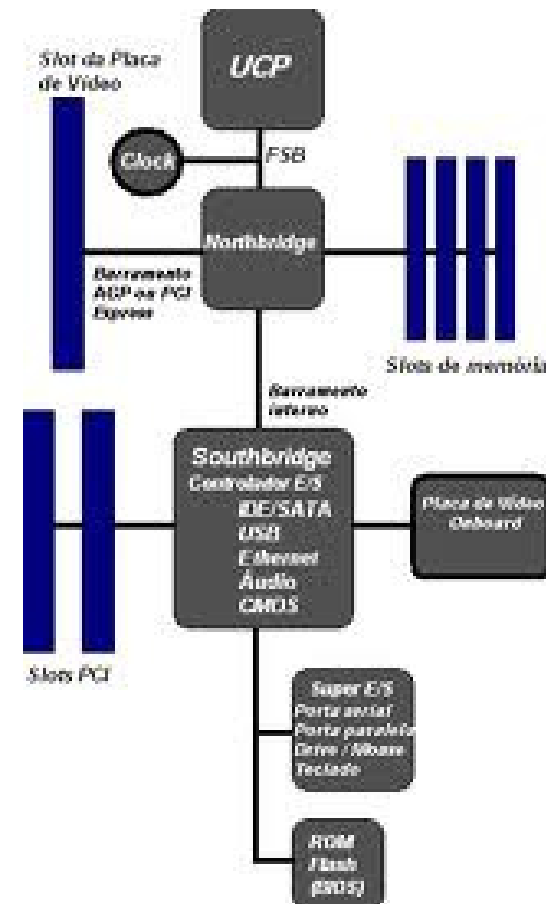 Slot da Placa
de Vídeo
UCP
Clock
FSB
Northbridge
Barramento
AGP ou PCI
Express
Slots de memória
Barramento
interno
Southbridge
Controlador E/S
IDE/SATA
USB
Ethernet
Áudio
CMOS
Placa de Vídeo
Onboard
Slots PCI
Super E/S
Porta serial
Porta paralela
Drive / Mouse
Teclado
ROM
Flash
(BIOS)